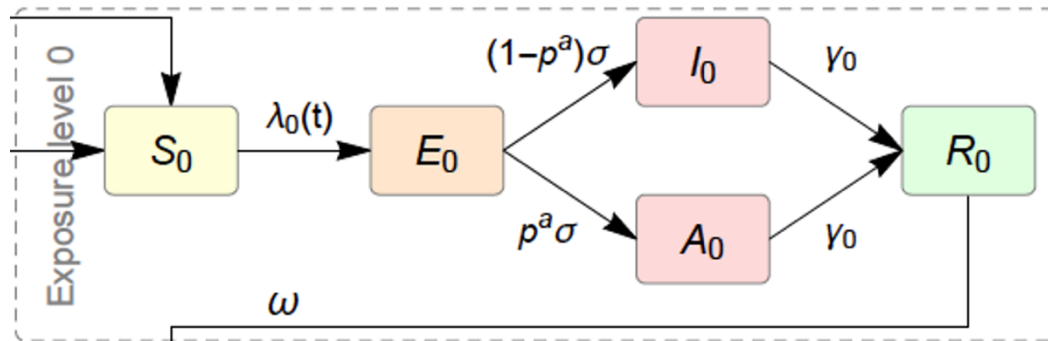 Exposure level 0
S₀
λ₀(t)
E₀
(1–pᵃ)σ
pᵃσ
I₀
A₀
γ₀
γ₀
R₀
ω